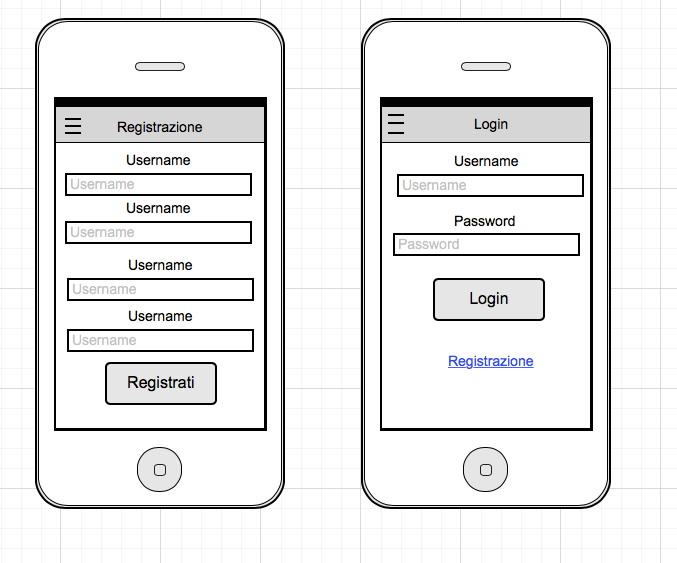 Registrazione
Username
Username
Username
Username
Username
Username
Username
Username
Registrati
Login
Username
Username
Password
Password
Login
Registrazione